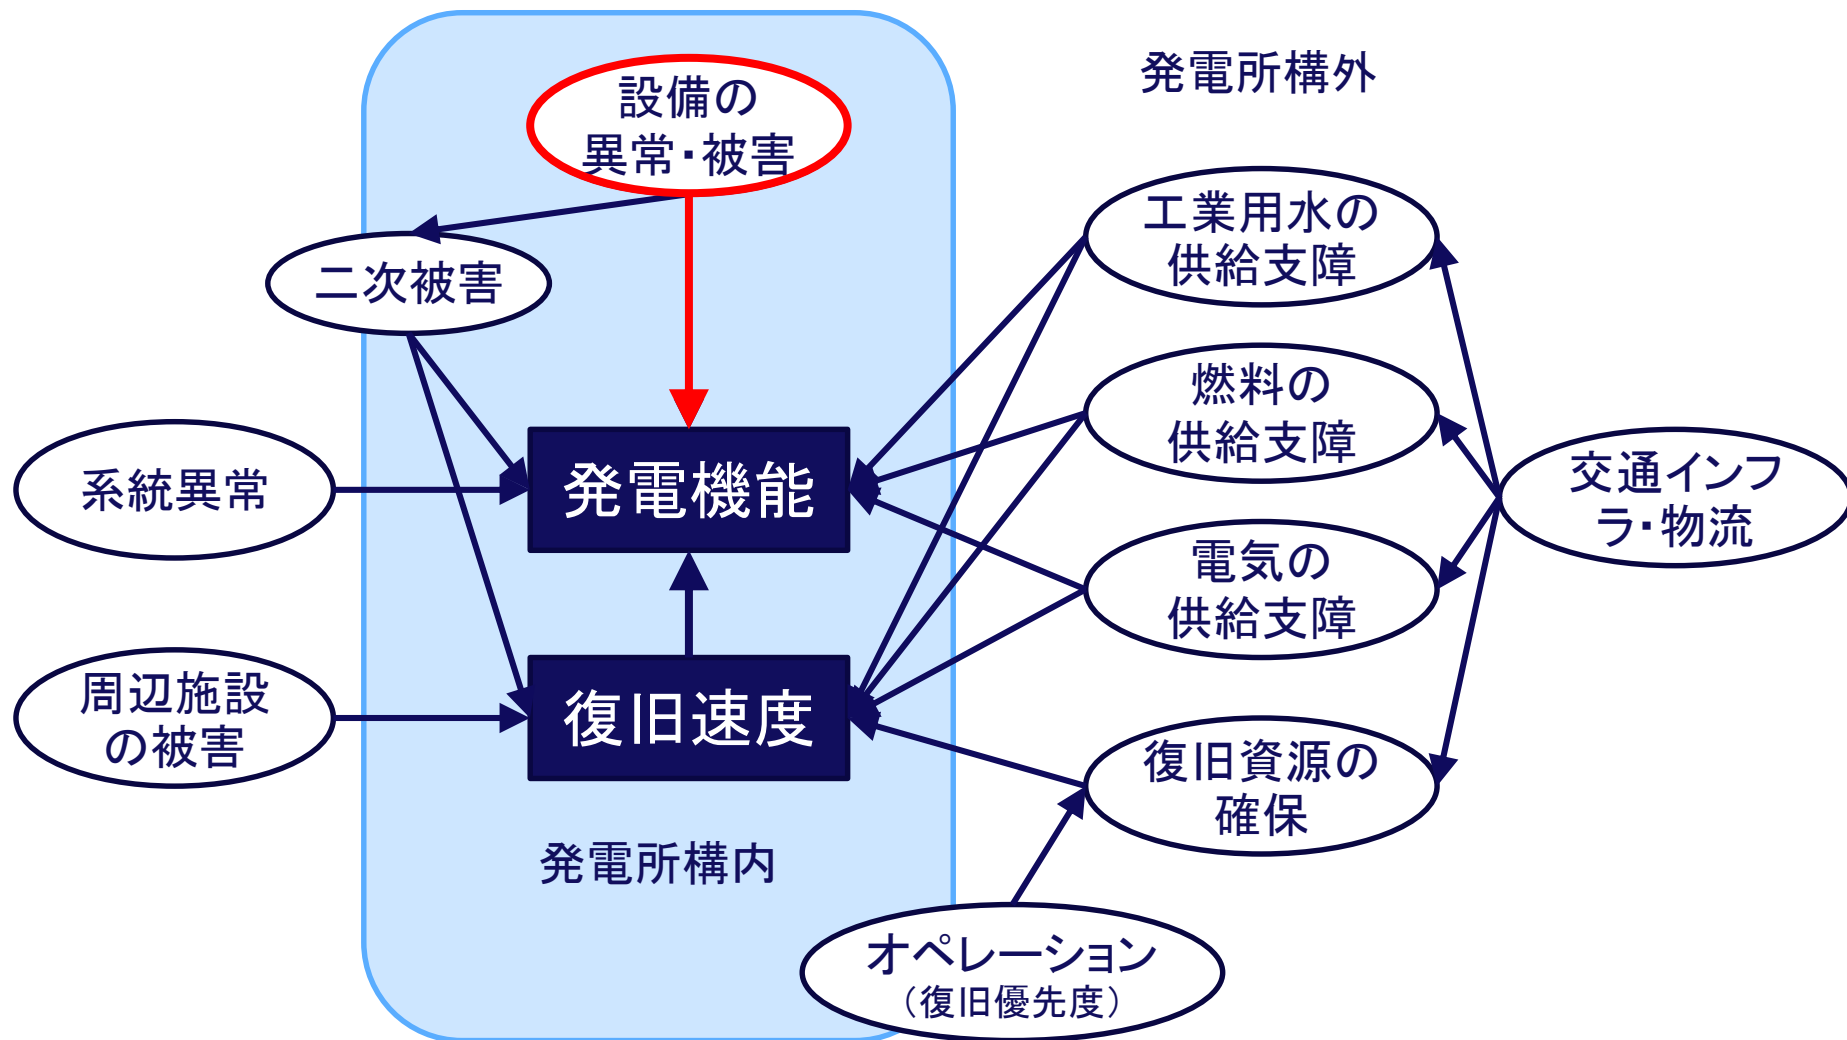 発電所構外
設備の
異常・被害
二次被害
系統異常
周辺施設
の被害
発電機能
復旧速度
発電所構内
工業用水の
供給支障
燃料の
供給支障
電気の
供給支障
復旧資源の
確保
交通インフ
ラ・物流
オペレーション
（復旧優先度）